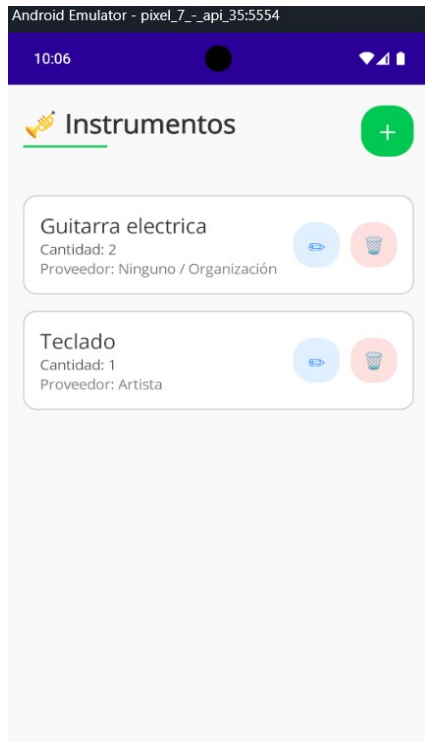 Android Emulator - pixel_7_-_api_35:5554
10:06
Instrumentos
+
Guitarra electrica
Cantidad: 2
Proveedor: Ninguno / Organización
Teclado
Cantidad: 1
Proveedor: Artista